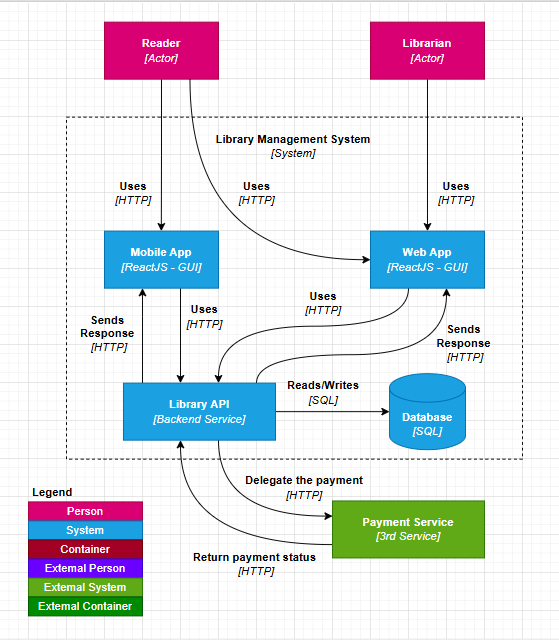 Reader
[Actor]
Librarian
[Actor]
Library Management System
[System]
Uses
[HTTP]
Uses
[HTTP]
Uses
[HTTP]
Mobile App
[ReactJS - GUI]
Web App
[ReactJS - GUI]
Sends
Response
[HTTP]
Uses
[HTTP]
Uses
[HTTP]
Sends
Response
[HTTP]
Library API
[Backend Service]
Reads/Writes
[SQL]
Database
[SQL]
Delegate the payment
[HTTP]
Payment Service
[3rd Service]
Return payment status
[HTTP]
Legend
Person
System
Container
External Person
External System
External Container